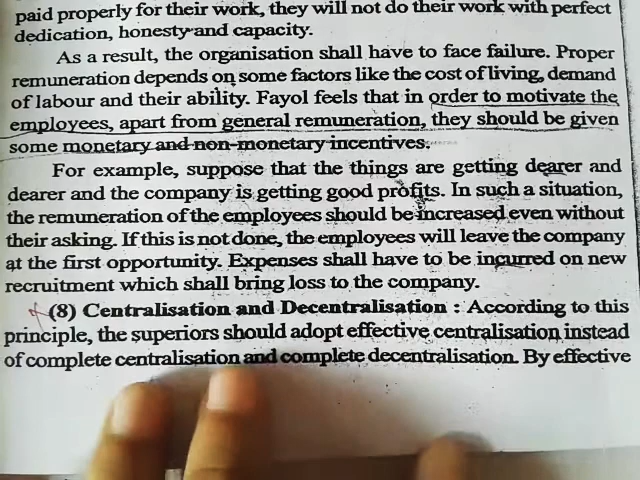 paid properly for their work, they will not do their work with perfect
dedication, honesty and capacity.
As a result, the organisation shall have to face failure. Proper
remuneration depends on some factors like the cost of living, demand
of labour and their ability. Fayol feels that in order to motivate the
employees, apart from general remuneration, they should be given
some monetary and non-monetary incentives.
For example, suppose that the things are getting dearer and
dearer and the company is getting good profits. In such a situation,
the remuneration of the employees should be increased even without
their asking. If this is not done, the employees will leave the company
at the first opportunity. Expenses shall have to be incurred on new
recruitment which shall bring loss to the company.
(8) Centralisation and Decentralisation : According to this
principle, the superiors should adopt effective centralisation instead
of complete centralisation and complete decentralisation. By effective